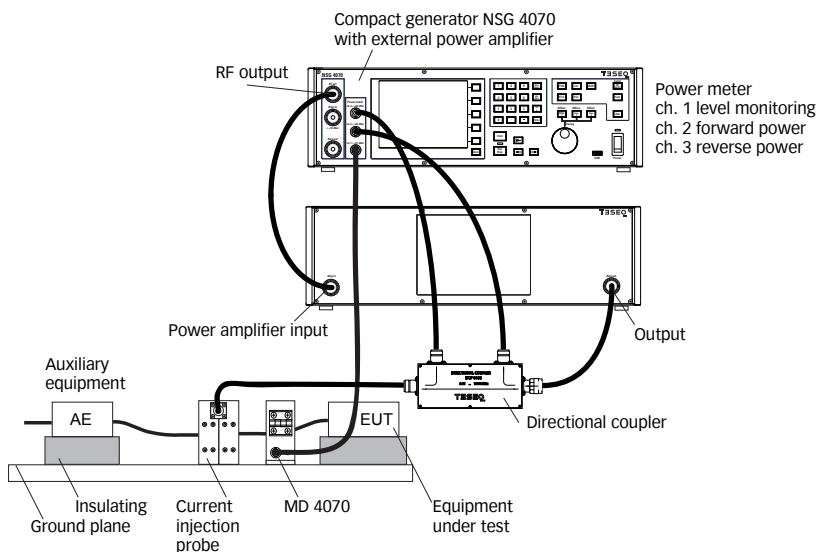 Compact generator NSG 4070
with external power amplifier
RF output
NSG 4070
TESEQ
Power meter
ch. 1 level monitoring
ch. 2 forward power
ch. 3 reverse power
TESEQ
Power amplifier input
Output
Auxiliary
equipment
DIRECTIONAL COUPLER
TESEQ
Directional coupler
AE
EUT
Insulating
Ground plane
Current
injection
probe
MD 4070
Equipment
under test